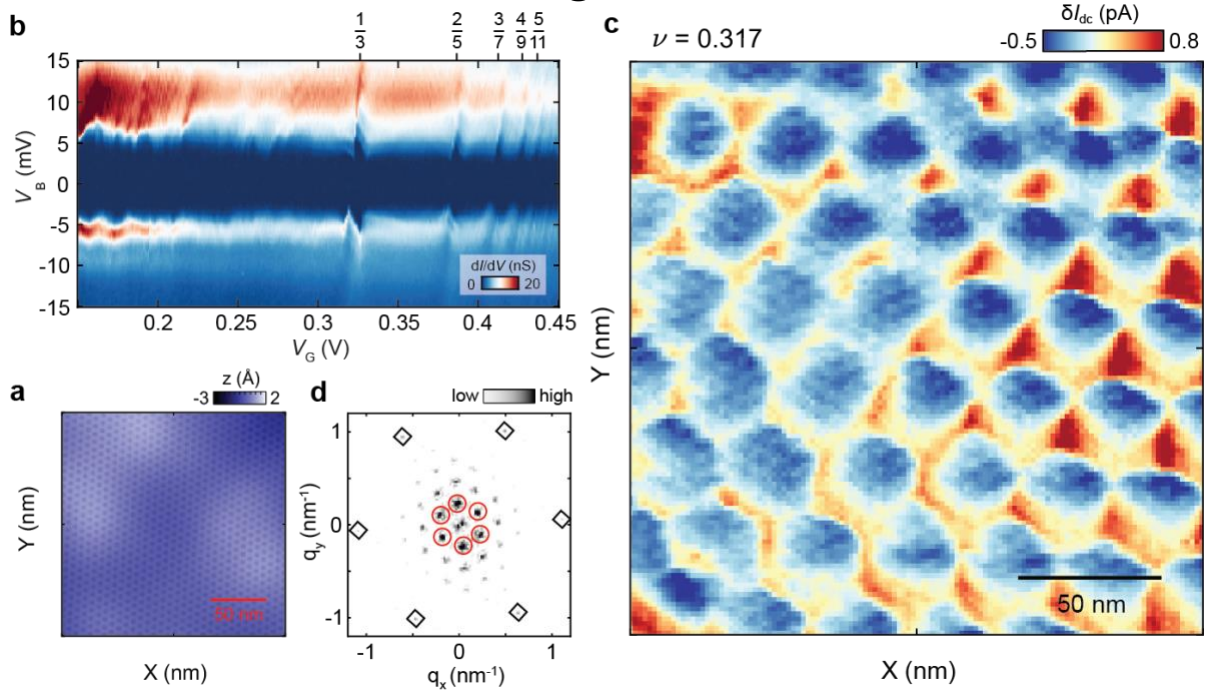 b
1/3 2/5 3/7 4/9 5/11
15
10
5
0
-5
-10
-15
V_B (mV)
dI/dV (nS)
0 20
0.2 0.25 0.3 0.35 0.4 0.45
V_G (V)
a
z (Å)
-3 2
50 nm
Y (nm)
X (nm)
d
low high
1
0
-1
q_y (nm⁻¹)
-1 0 1
q_x (nm⁻¹)
c
ν = 0.317
δI_dc (pA)
-0.5 0.8
Y (nm)
50 nm
X (nm)